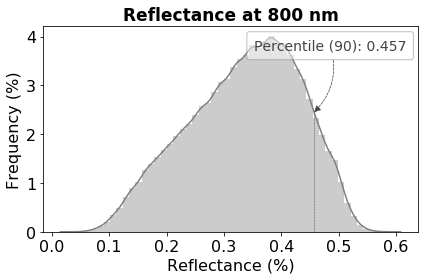 Reflectance at 800 nm
Percentile (90): 0.457
Frequency (%)
4
3
2
1
0
0.0 0.1 0.2 0.3 0.4 0.5 0.6
Reflectance (%)